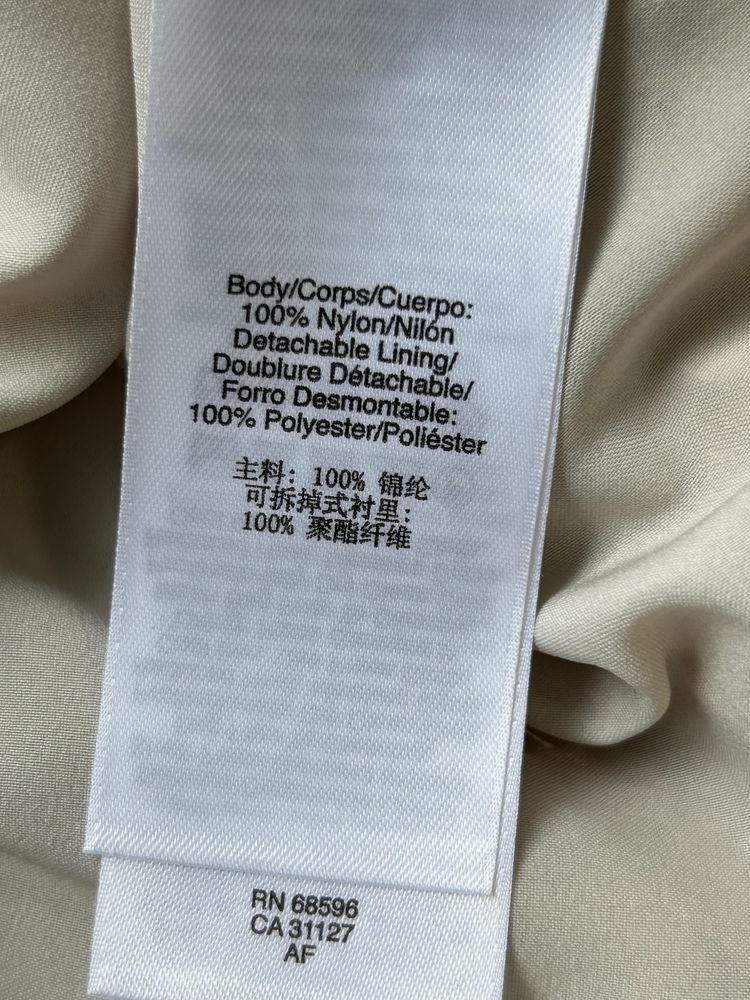 Body/Corps/Cuerpo:
100% Nylon/Nilón
Detachable Lining/
Doublure Détachable/
Forro Desmontable:
100% Polyester/Poliéster
主料: 100% 锦纶
可拆掉式衬里:
100% 聚酯纤维
RN 68596
CA 31127
AF